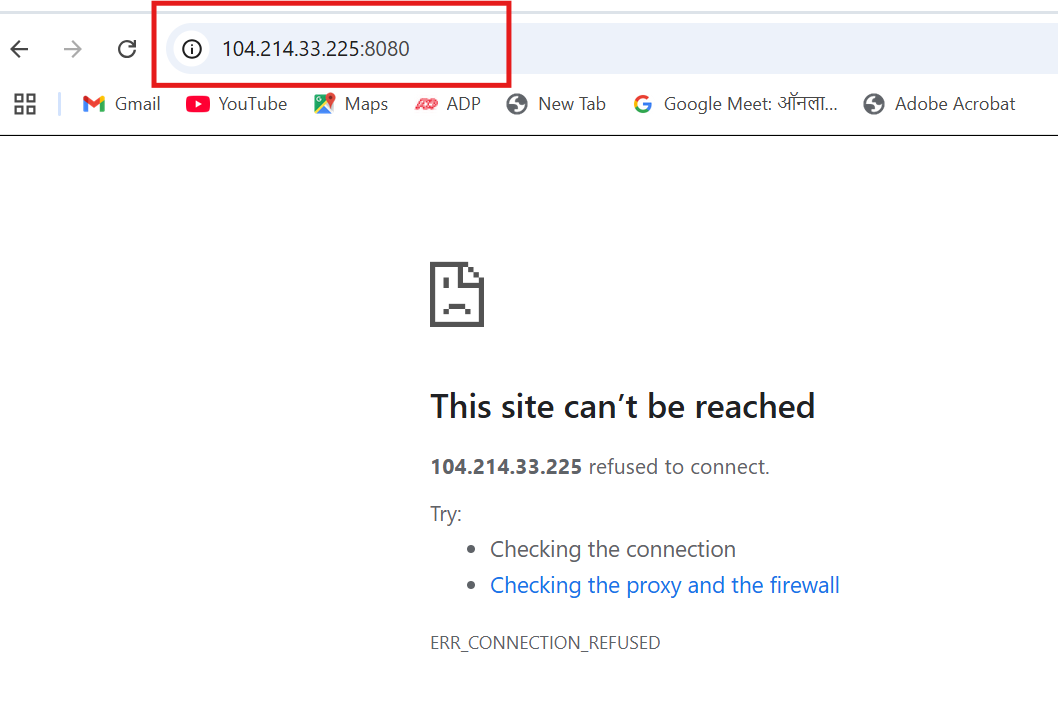 104.214.33.225:8080
Gmail YouTube Maps ADP New Tab Google Meet: ऑनला... Adobe Acrobat
This site can’t be reached
104.214.33.225 refused to connect.
Try:
• Checking the connection
• Checking the proxy and the firewall
ERR_CONNECTION_REFUSED